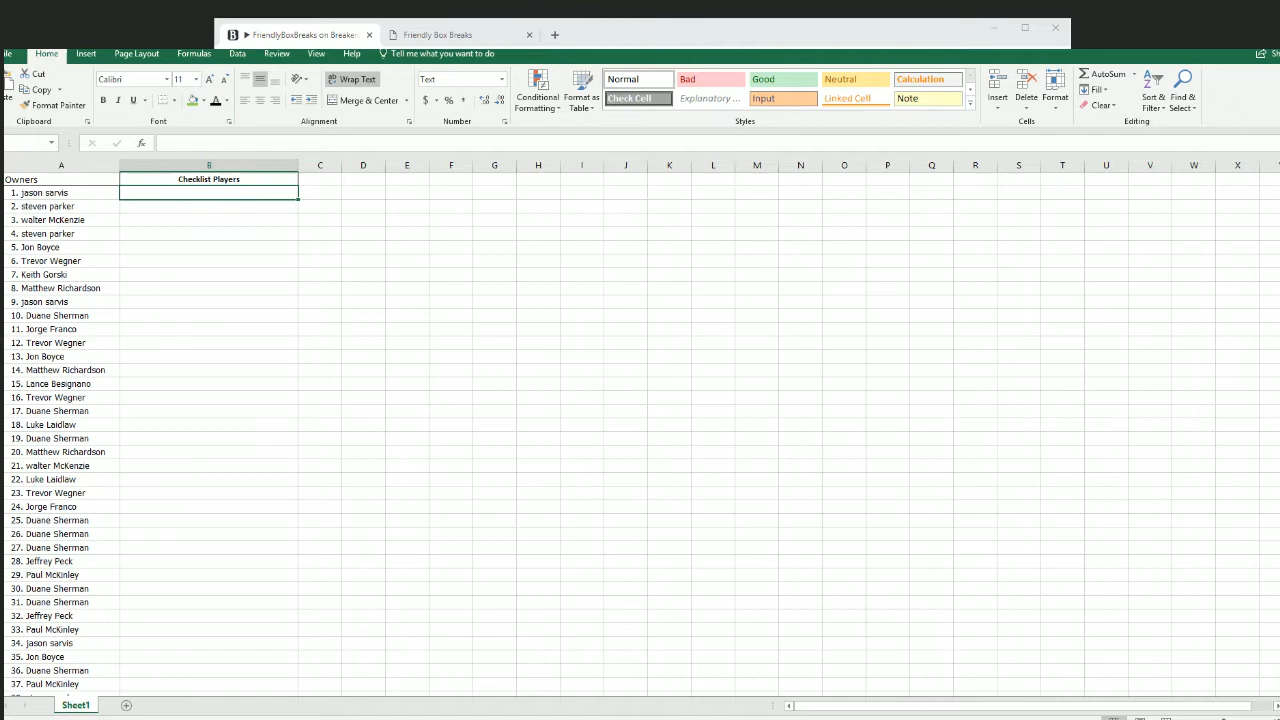 FriendlyBoxBreaks on Breakers
Friendly Box Breaks
Home Insert Page Layout Formulas Data Review View Help Tell me what you want to do
Cut
Copy
Format Painter
Clipboard
Calibri 11
B I U A
Font
Wrap Text
Merge & Center
Alignment
Text
$ % ,
Number
Conditional Formatting
Format as Table
Normal Bad Good Neutral Calculation
Check Cell Explanatory ... Input Linked Cell Note
Styles
Insert Delete Format
Cells
AutoSum
Fill
Clear
Sort & Filter
Find & Select
Editing
fx
A B C D E F G H I J K L M N O P Q R S T U V W X
Owners Checklist Players
1. jason sarvis
2. steven parker
3. walter McKenzie
4. steven parker
5. Jon Boyce
6. Trevor Wegner
7. Keith Gorski
8. Matthew Richardson
9. jason sarvis
10. Duane Sherman
11. Jorge Franco
12. Trevor Wegner
13. Jon Boyce
14. Matthew Richardson
15. Lance Besignano
16. Trevor Wegner
17. Duane Sherman
18. Luke Laidlaw
19. Duane Sherman
20. Matthew Richardson
21. walter McKenzie
22. Luke Laidlaw
23. Trevor Wegner
24. Jorge Franco
25. Duane Sherman
26. Duane Sherman
27. Duane Sherman
28. Jeffrey Peck
29. Paul McKinley
30. Duane Sherman
31. Duane Sherman
32. Jeffrey Peck
33. Paul McKinley
34. jason sarvis
35. Jon Boyce
36. Duane Sherman
37. Paul McKinley
Sheet1